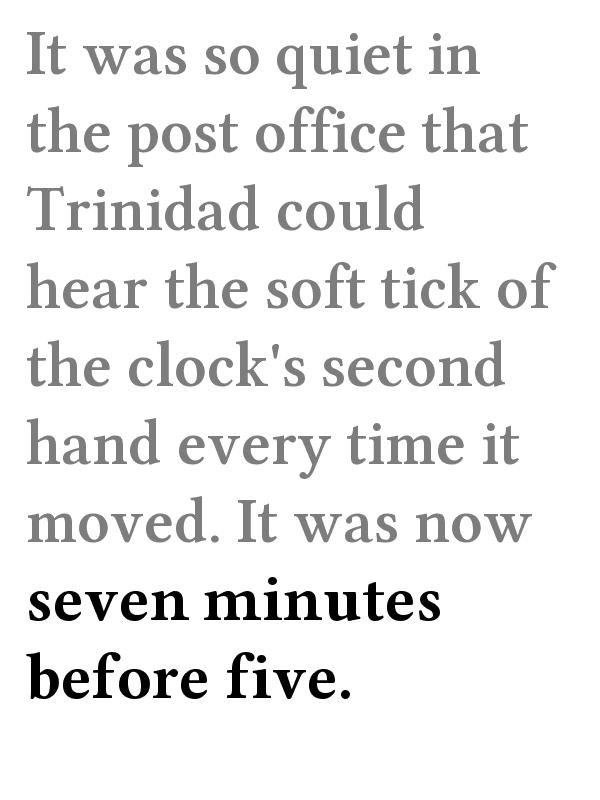 It was so quiet in
the post office that
Trinidad could
hear the soft tick of
the clock's second
hand every time it
moved. It was now
seven minutes
before five.